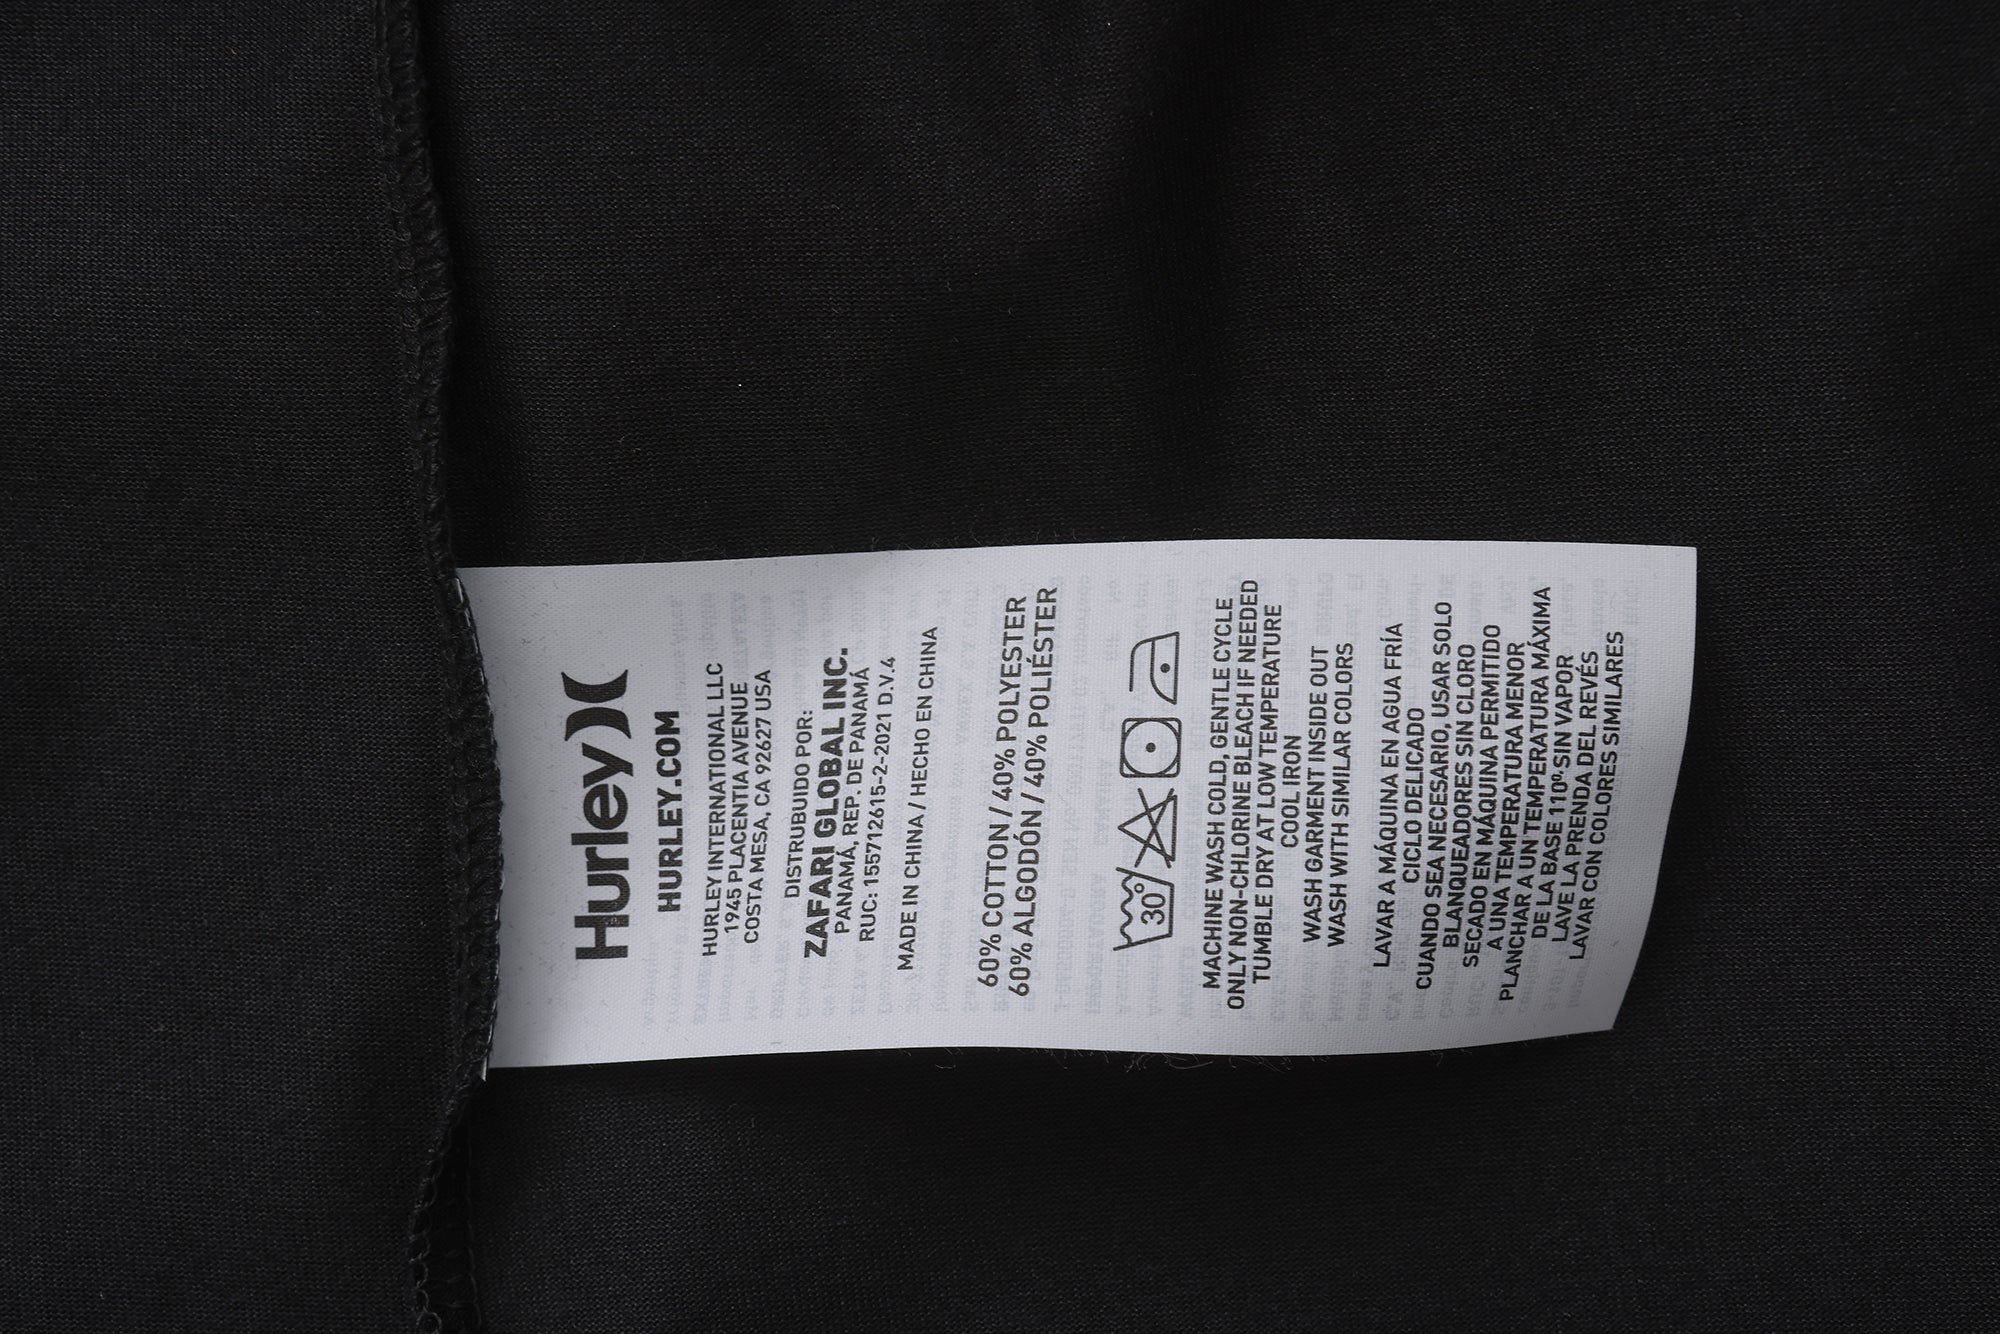 Hurley
HURLEY.COM
HURLEY INTERNATIONAL LLC
1945 PLACENTIA AVENUE
COSTA MESA, CA 92627 USA
DISTRUBUIDO POR:
ZAFARI GLOBAL INC.
PANAMÁ, REP. DE PANAMÁ
RUC: 155712615-2-2021 D.V.4
MADE IN CHINA / HECHO EN CHINA
60% COTTON / 40% POLYESTER
60% ALGODÓN / 40% POLIÉSTER
30°
MACHINE WASH COLD, GENTLE CYCLE
ONLY NON-CHLORINE BLEACH IF NEEDED
TUMBLE DRY AT LOW TEMPERATURE
COOL IRON
WASH GARMENT INSIDE OUT
WASH WITH SIMILAR COLORS
LAVAR A MÁQUINA EN AGUA FRÍA
CICLO DELICADO
CUANDO SEA NECESARIO, USAR SOLO
BLANQUEADORES SIN CLORO
SECADO EN MÁQUINA PERMITIDO
A UNA TEMPERATURA MENOR
PLANCHAR A UN TEMPERATURA MÁXIMA
DE LA BASE 110º SIN VAPOR
LAVE LA PRENDA DEL REVÉS
LAVAR CON COLORES SIMILARES